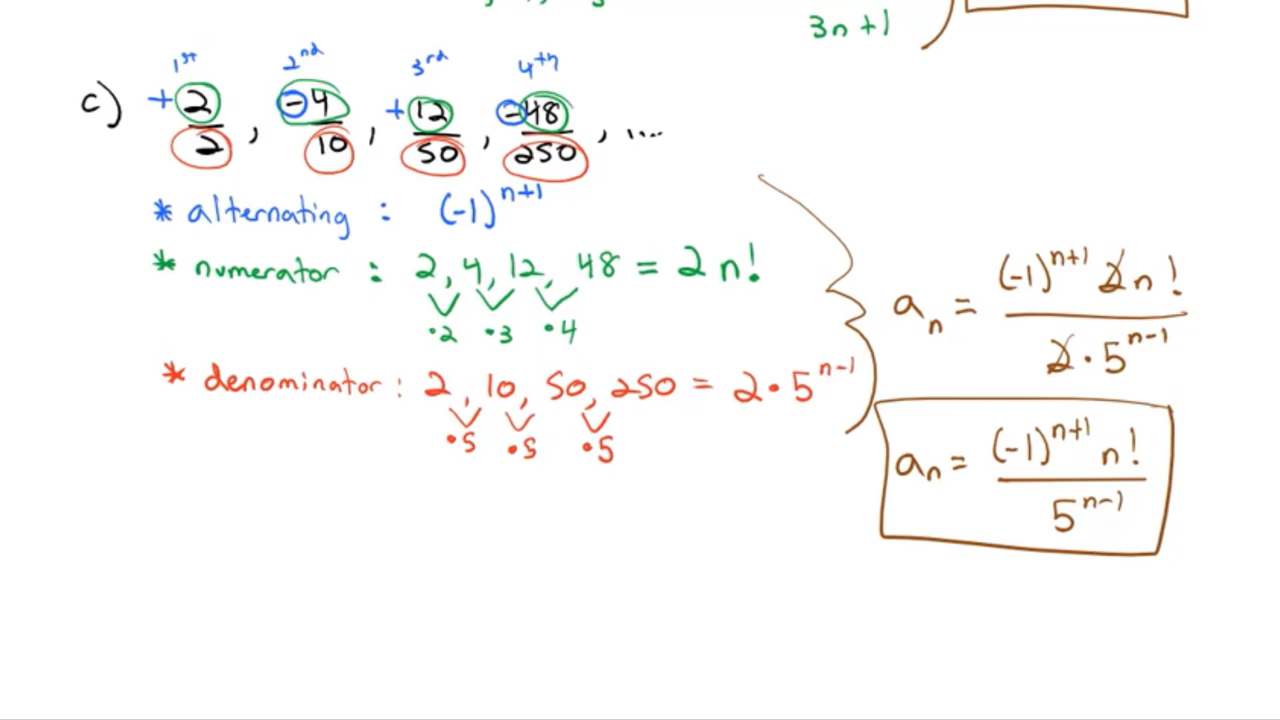 3n+1
1st 2nd 3rd 4th
c) +2/2, -4/10, +12/50, -48/250, ....
* alternating : (-1)^{n+1}
* numerator : 2, 4, 12, 48 = 2n!
·2 ·3 ·4
* denominator : 2, 10, 50, 250 = 2·5^{n-1}
·5 ·5 ·5
a_n = (-1)^{n+1} 2n! / 2·5^{n-1}
a_n = (-1)^{n+1} n! / 5^{n-1}